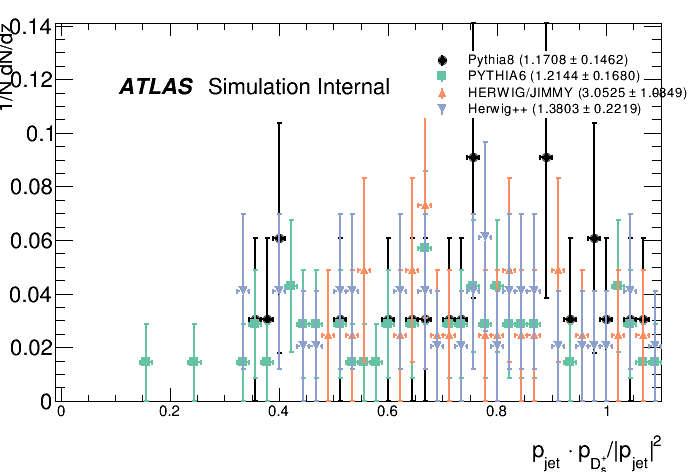 1/N dN/dz
0.14
0.12
0.1
0.08
0.06
0.04
0.02
0
ATLAS Simulation Internal
Pythia8 (1.1708 ± 0.1462)
PYTHIA6 (1.2144 ± 0.1680)
HERWIG/JIMMY (3.0525 ± 1.0849)
Herwig++ (1.3803 ± 0.2219)
0 0.2 0.4 0.6 0.8 1
p_jet · p_D_s^+/|p_jet|^2